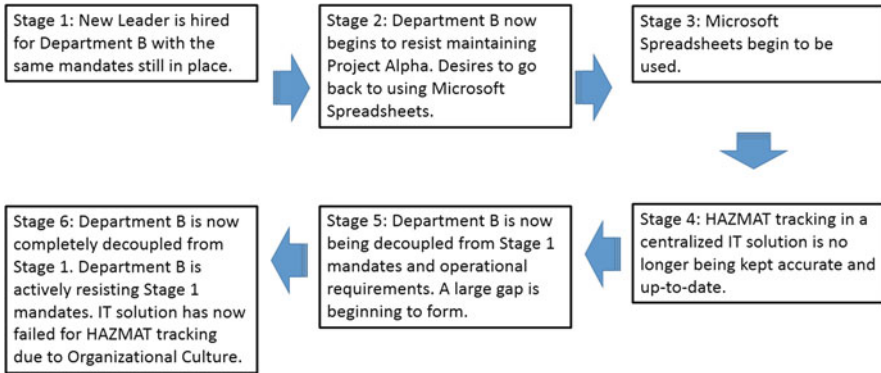 Stage 1: New Leader is hired
for Department B with the
same mandates still in place.
Stage 2: Department B now
begins to resist maintaining
Project Alpha. Desires to go
back to using Microsoft
Spreadsheets.
Stage 3: Microsoft
Spreadsheets begin to be
used.
Stage 4: HAZMAT tracking in a
centralized IT solution is no
longer being kept accurate and
up-to-date.
Stage 5: Department B is now
being decoupled from Stage 1
mandates and operational
requirements. A large gap is
beginning to form.
Stage 6: Department B is now
completely decoupled from
Stage 1. Department B is
actively resisting Stage 1
mandates. IT solution has now
failed for HAZMAT tracking
due to Organizational Culture.